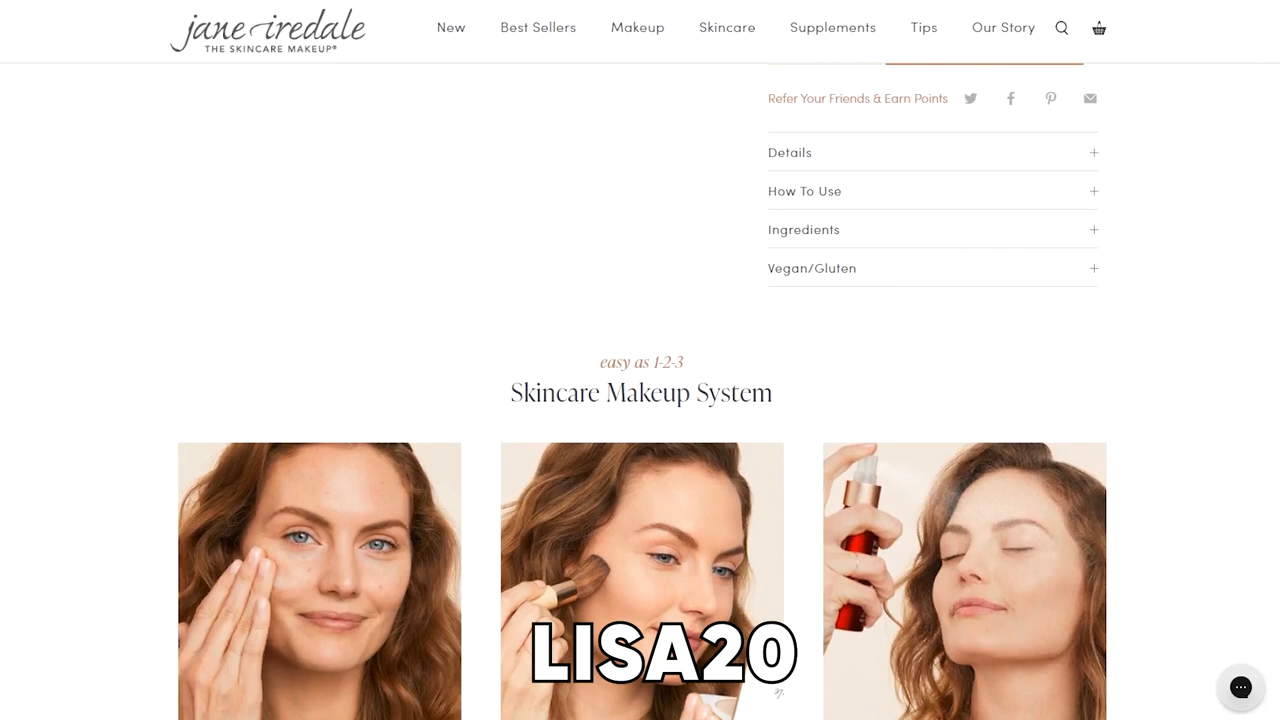 jane iredale
THE SKINCARE MAKEUP®
New Best Sellers Makeup Skincare Supplements Tips Our Story
Refer Your Friends & Earn Points
Details
How To Use
Ingredients
Vegan/Gluten
easy as 1-2-3
Skincare Makeup System
LISA20